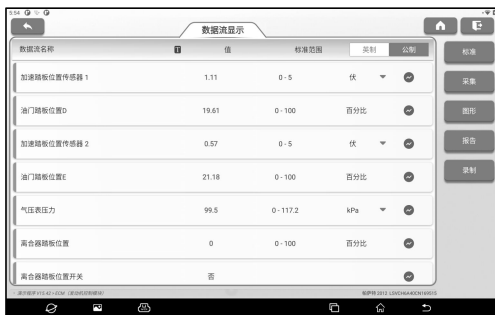 5:54
数据流显示
数据流名称 T 值 标准范围 英制 公制
加速踏板位置传感器 1 1.11 0 - 5 伏
油门踏板位置D 19.61 0 - 100 百分比
加速踏板位置传感器 2 0.57 0 - 5 伏
油门踏板位置E 21.18 0 - 100 百分比
气压表压力 99.5 0 - 117.2 kPa
离合器踏板位置 0 0 - 100 百分比
离合器踏板位置开关 否
标准
采集
图形
报告
录制
帕萨特 2012